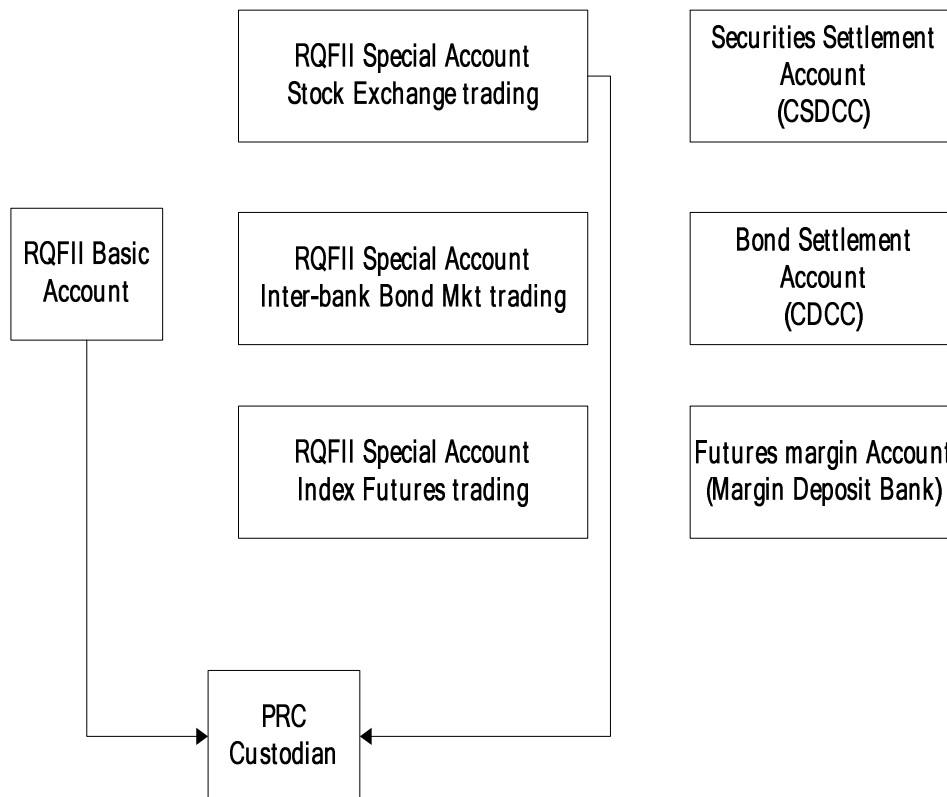 RQFII Special Account
Stock Exchange trading
Securities Settlement
Account
(CSDCC)
RQFII Basic
Account
RQFII Special Account
Inter-bank Bond Mkt trading
Bond Settlement
Account
(CDCC)
RQFII Special Account
Index Futures trading
Futures margin Account
(Margin Deposit Bank)
PRC
Custodian